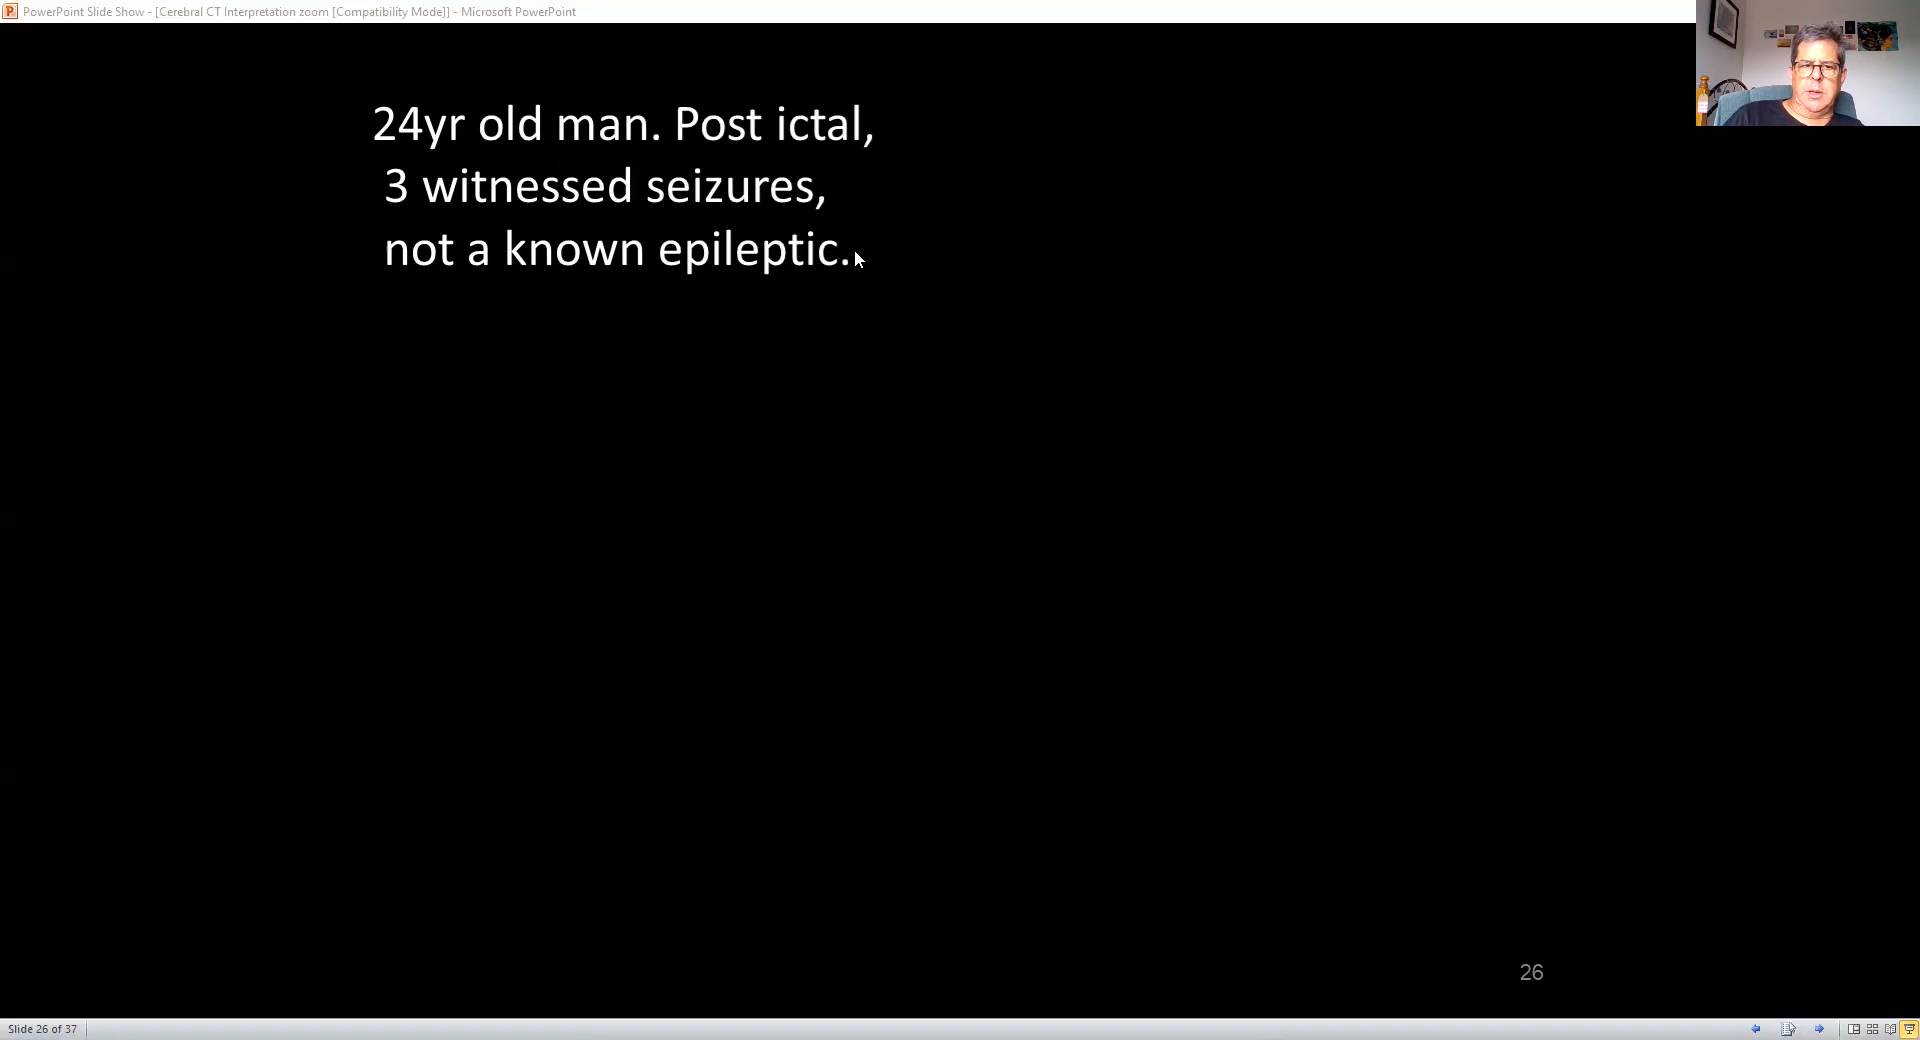 PowerPoint Slide Show - [Cerebral CT Interpretation zoom [Compatibility Mode]] - Microsoft PowerPoint
24yr old man. Post ictal,
3 witnessed seizures,
not a known epileptic..
26
Slide 26 of 37